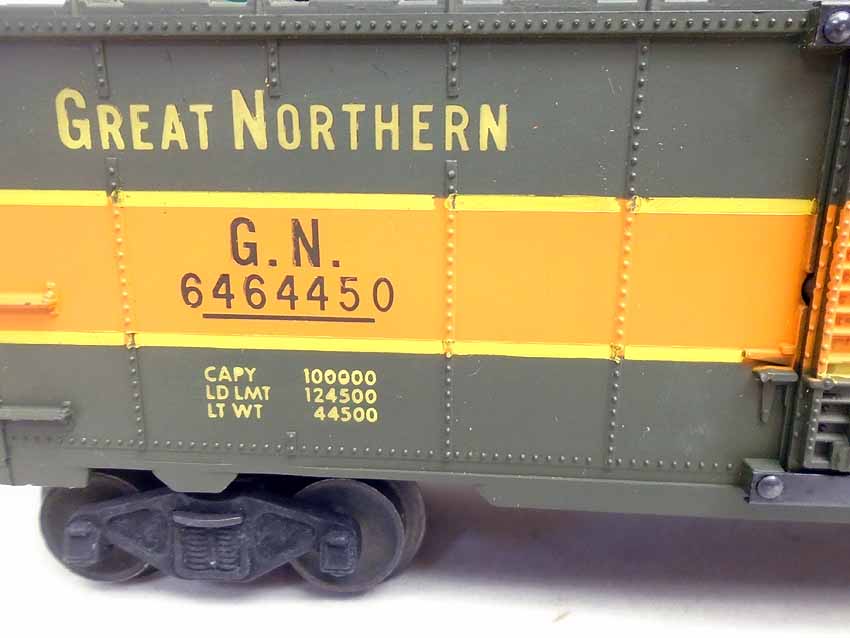 GREAT NORTHERN
G.N.
6464450
CAPY 100000
LD LMT 124500
LT WT 44500